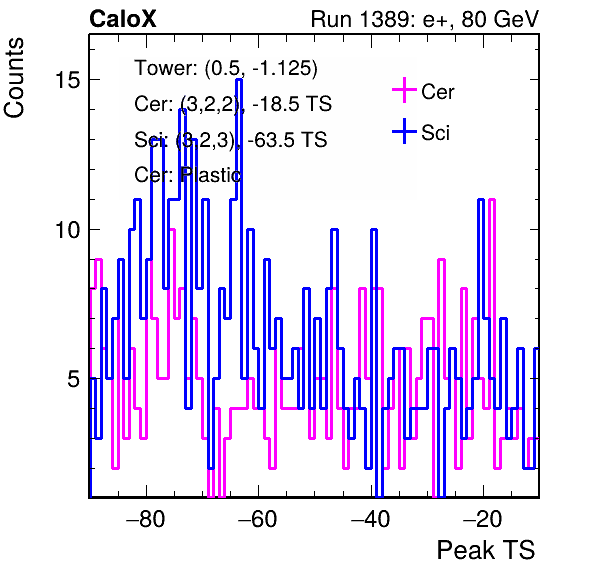 CaloX
Run 1389: e+, 80 GeV
Counts
Tower: (0.5, -1.125)
Cer: (3,2,2), -18.5 TS
Sci: (3,2,3), -63.5 TS
Cer: Plastic
Cer
Sci
15
10
5
−80
−60
−40
−20
Peak TS